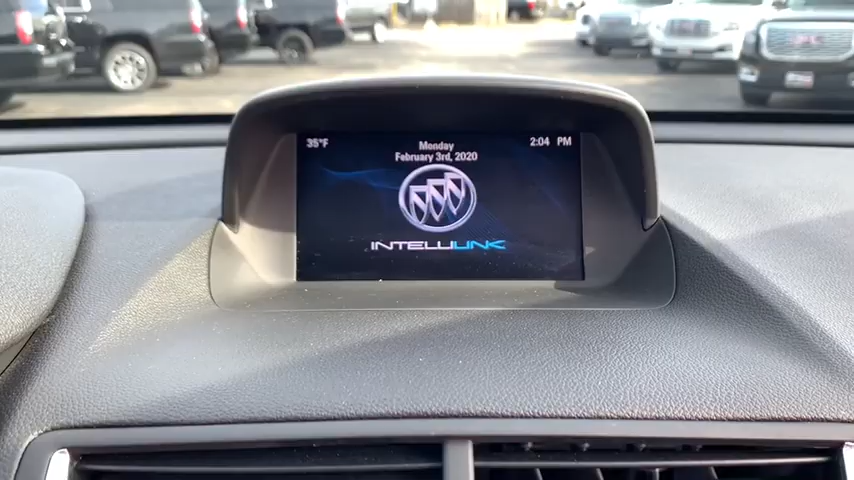 35°F
Monday
2:04 PM
February 3rd, 2020
INTELLILINK